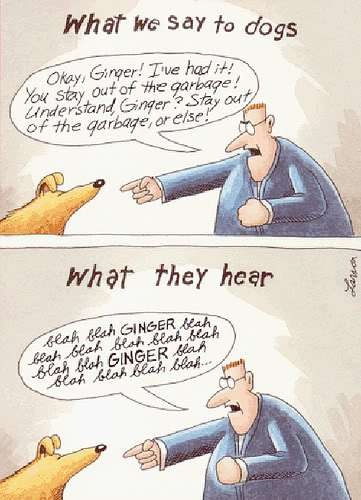 What we say to dogs
Okay, Ginger! I've had it!
You stay out of the garbage!
Understand, Ginger? Stay out
of the garbage, or else!
What they hear
blah blah GINGER blah
blah blah blah blah blah
blah blah GINGER blah
blah blah blah blah...
Larson